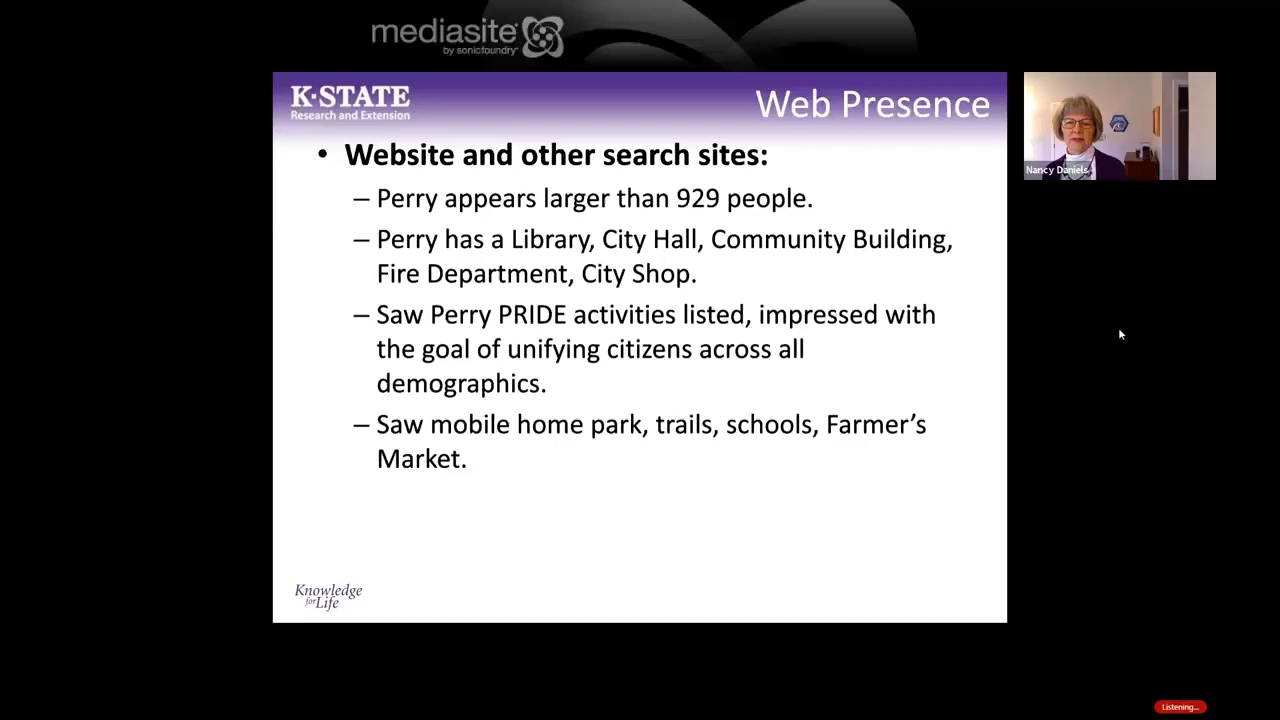 mediasite
by sonicfoundry
K·STATE
Research and Extension
Web Presence
• Website and other search sites:
– Perry appears larger than 929 people.
– Perry has a Library, City Hall, Community Building,
Fire Department, City Shop.
– Saw Perry PRIDE activities listed, impressed with
the goal of unifying citizens across all
demographics.
– Saw mobile home park, trails, schools, Farmer’s
Market.
Knowledge
for Life
Nancy Daniels
Listening...